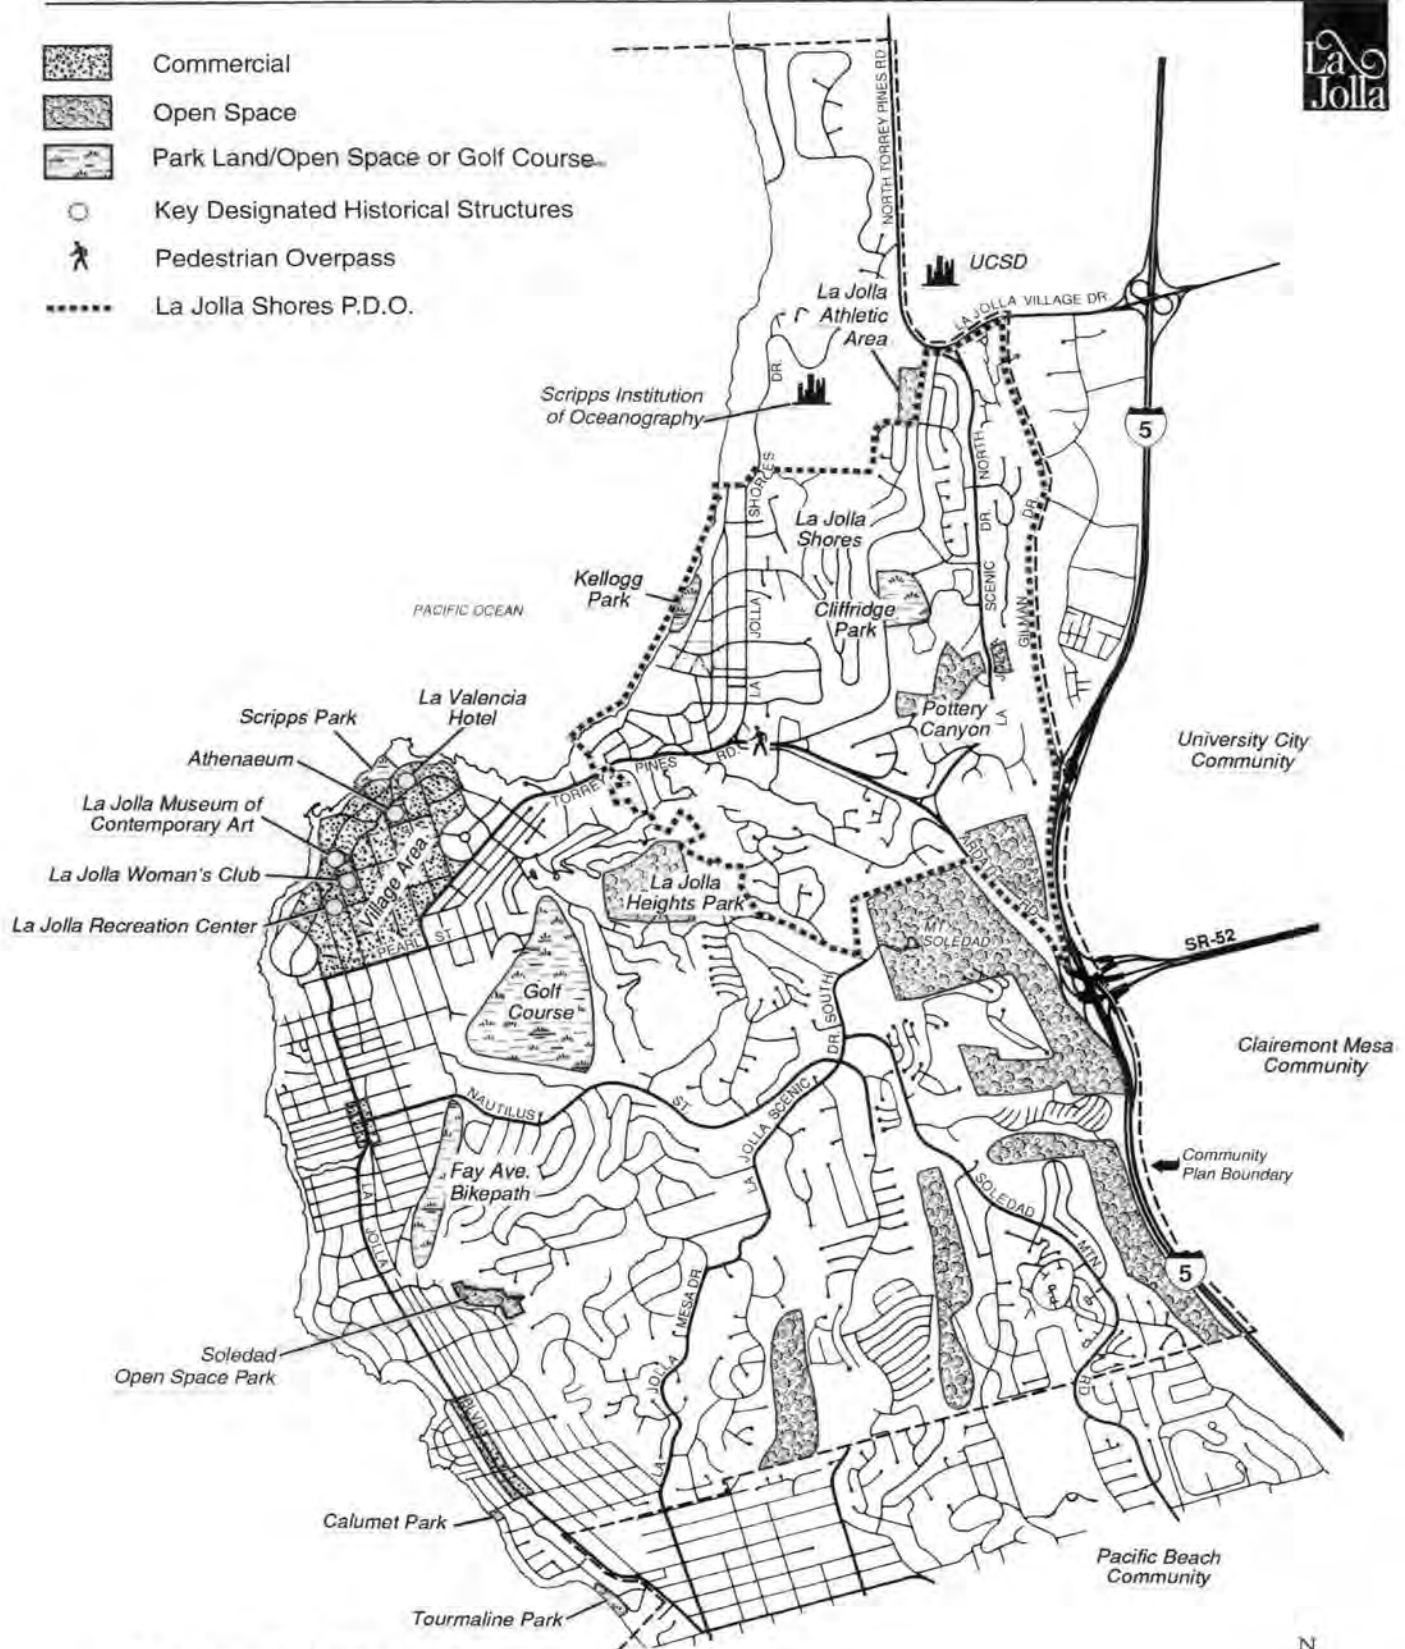 La
Jolla
Commercial
Open Space
Park Land/Open Space or Golf Course
Key Designated Historical Structures
Pedestrian Overpass
La Jolla Shores P.D.O.
NORTH TORREY PINES RD
UCSD
LA JOLLA VILLAGE DR.
La Jolla
Athletic
Area
DR.
Scripps Institution
of Oceanography
5
NORTH
SHORES
La Jolla
Shores
DR.
DR.
Kellogg
Park
PACIFIC OCEAN
JOLLA
Cliffridge
Park
SCENIC
GILMAN
LA
Pottery
Canyon
LA
La Valencia
Hotel
Scripps Park
Athenaeum
La Jolla Museum of
Contemporary Art
La Jolla Woman's Club
La Jolla Recreation Center
Village Area
PEARL ST
TORREY PINES RD.
University City
Community
La Jolla
Heights Park
MT.
SOLEDAD
SR-52
Golf
Course
DR. SOUTH
Clairemont Mesa
Community
NAUTILUS ST.
LA JOLLA SCENIC
Fay Ave.
Bikepath
Community
Plan Boundary
SOLEDAD MTN. RD
LA JOLLA BLVD
5
LA JOLLA MESA DR
Soledad
Open Space Park
Calumet Park
Pacific Beach
Community
Tourmaline Park
N